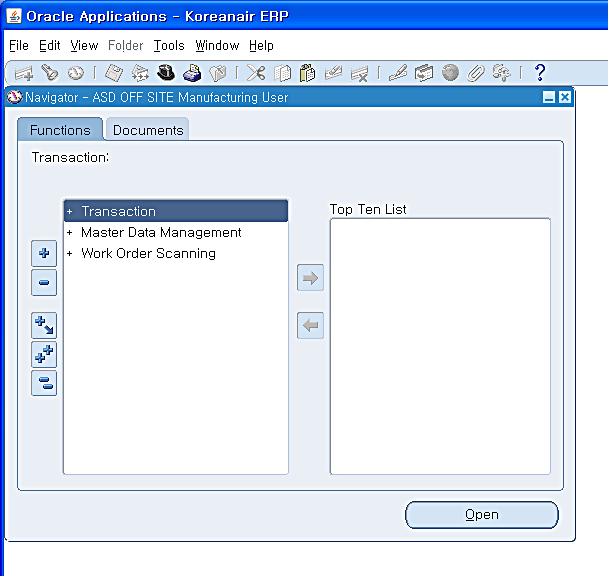 Oracle Applications - Koreanair ERP
File Edit View Folder Tools Window Help
?
Navigator - ASD OFF SITE Manufacturing User
Functions Documents
Transaction:
+ Transaction
+ Master Data Management
+ Work Order Scanning
Top Ten List
Open